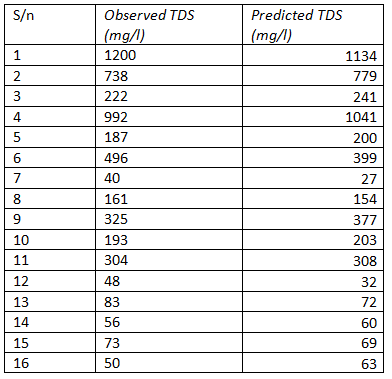 S/n Observed TDS Predicted TDS
(mg/l) (mg/l)
1 1200 1134
2 738 779
3 222 241
4 992 1041
5 187 200
6 496 399
7 40 27
8 161 154
9 325 377
10 193 203
11 304 308
12 48 32
13 83 72
14 56 60
15 73 69
16 50 63